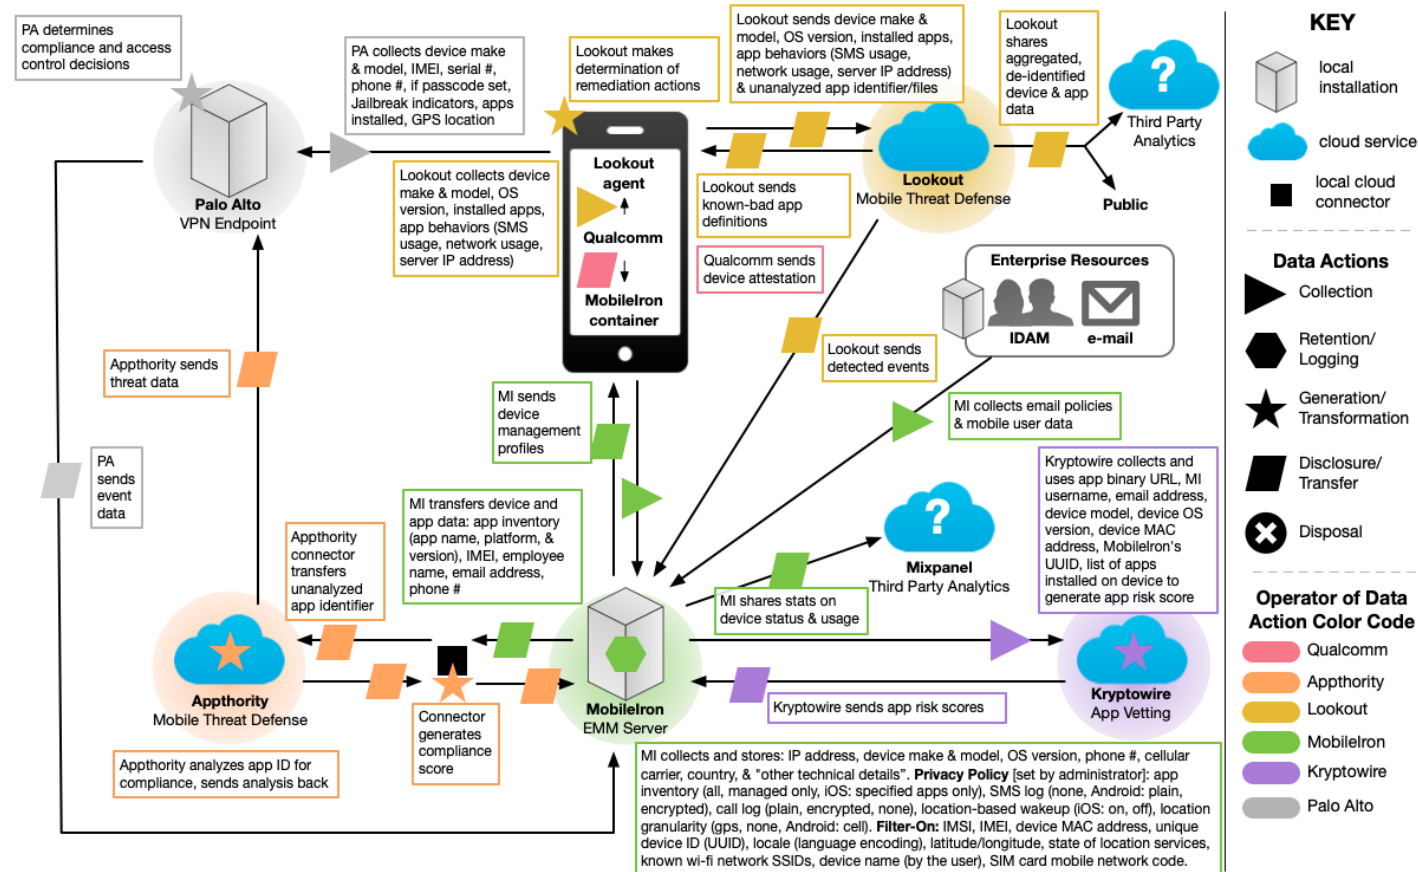 PA determines
compliance and access
control decisions
PA collects device make
& model, IMEI, serial #,
phone #, if passcode set,
Jailbreak indicators, apps
installed, GPS location
Lookout makes
determination of
remediation actions
Lookout sends device make &
model, OS version, installed apps,
app behaviors (SMS usage,
network usage, server IP address)
& unanalyzed app identifier/files
Lookout
shares
aggregated,
de-identified
device & app
data
?
Third Party
Analytics
Public
Palo Alto
VPN Endpoint
Lookout collects device
make & model, OS
version, installed apps,
app behaviors (SMS
usage, network usage,
server IP address)
Lookout
agent
Qualcomm
MobileIron
container
Lookout sends
known-bad app
definitions
Qualcomm sends
device attestation
Lookout
Mobile Threat Defense
Enterprise Resources
IDAM
e-mail
Lookout sends
detected events
Appthority sends
threat data
MI sends
device
management
profiles
MI collects email policies
& mobile user data
PA
sends
event
data
MI transfers device and
app data: app inventory
(app name, platform, &
version), IMEI, employee
name, email address,
phone #
Appthority
connector
transfers
unanalyzed
app identifier
?
Mixpanel
Third Party Analytics
MI shares stats on
device status & usage
Kryptowire collects and
uses app binary URL, MI
username, email address,
device model, device OS
version, device MAC
address, MobileIron's
UUID, list of apps
installed on device to
generate app risk score
Appthority
Mobile Threat Defense
Connector
generates
compliance
score
MobileIron
EMM Server
Kryptowire sends app risk scores
Kryptowire
App Vetting
Appthority analyzes app ID for
compliance, sends analysis back
MI collects and stores: IP address, device make & model, OS version, phone #, cellular
carrier, country, & "other technical details". Privacy Policy [set by administrator]: app
inventory (all, managed only, iOS: specified apps only), SMS log (none, Android: plain,
encrypted), call log (plain, encrypted, none), location-based wakeup (iOS: on, off), location
granularity (gps, none, Android: cell). Filter-On: IMSI, IMEI, device MAC address, unique
device ID (UUID), locale (language encoding), latitude/longitude, state of location services,
known wi-fi network SSIDs, device name (by the user), SIM card mobile network code.
KEY
local
installation
cloud service
local cloud
connector
Data Actions
Collection
Retention/
Logging
Generation/
Transformation
Disclosure/
Transfer
Disposal
Operator of Data
Action Color Code
Qualcomm
Appthority
Lookout
MobileIron
Kryptowire
Palo Alto